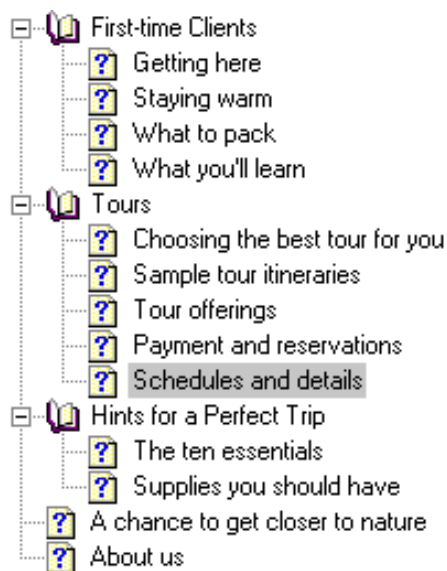 First-time Clients
Getting here
Staying warm
What to pack
What you'll learn
Tours
Choosing the best tour for you
Sample tour itineraries
Tour offerings
Payment and reservations
Schedules and details
Hints for a Perfect Trip
The ten essentials
Supplies you should have
A chance to get closer to nature
About us